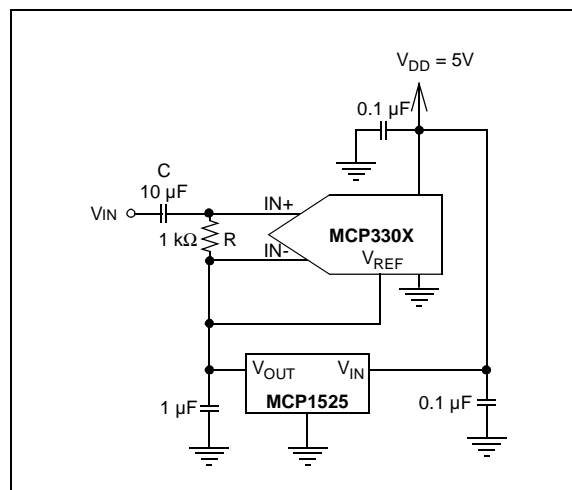 V_DD = 5V
0.1 µF
C
10 µF
V_IN
IN+
1 kΩ R
IN-
MCP330X
V_REF
V_OUT V_IN
MCP1525
1 µF
0.1 µF